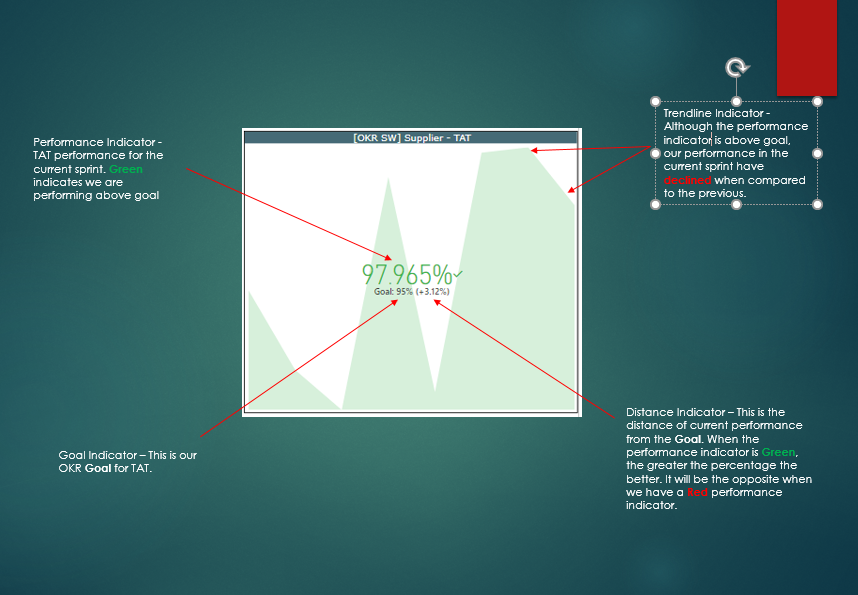 Trendline Indicator -
Although the performance
indicator is above goal,
our performance in the
current sprint have
declined when compared
to the previous.
[OKR SW] Supplier - TAT
Performance Indicator -
TAT performance for the
current sprint. Green
indicates we are
performing above goal
97.965%
Goal: 95% (+3.12%)
Goal Indicator – This is our
OKR Goal for TAT.
Distance Indicator – This is the
distance of current performance
from the Goal. When the
performance indicator is Green,
the greater the percentage the
better. It will be the opposite when
we have a Red performance
indicator.